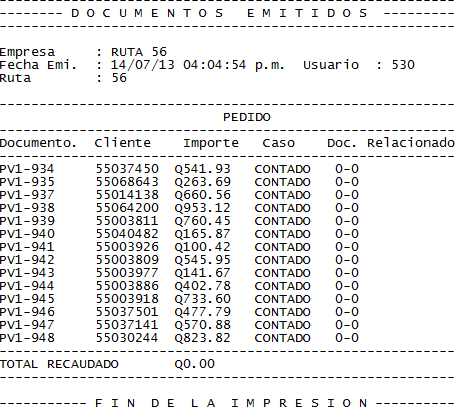 --------- D O C U M E N T O S   E M I T I D O S ----------
Empresa     : RUTA 56
Fecha Emi.  : 14/07/13 04:04:54 p.m.  Usuario  : 530
Ruta        : 56
----------------------------------------------------------
                            PEDIDO
----------------------------------------------------------
Documento.  Cliente    Importe   Caso    Doc. Relacionado
----------------------------------------------------------
PV1-934     55037450  Q541.93   CONTADO   0-0
PV1-935     55068643  Q263.69   CONTADO   0-0
PV1-937     55014138  Q660.56   CONTADO   0-0
PV1-938     55064200  Q953.12   CONTADO   0-0
PV1-939     55003811  Q760.45   CONTADO   0-0
PV1-940     55040482  Q165.87   CONTADO   0-0
PV1-941     55003926  Q100.42   CONTADO   0-0
PV1-942     55003809  Q545.95   CONTADO   0-0
PV1-943     55003977  Q141.67   CONTADO   0-0
PV1-944     55003886  Q402.78   CONTADO   0-0
PV1-945     55003918  Q733.60   CONTADO   0-0
PV1-946     55037501  Q477.79   CONTADO   0-0
PV1-947     55037141  Q570.88   CONTADO   0-0
PV1-948     55030244  Q823.82   CONTADO   0-0
----------------------------------------------------------
TOTAL RECAUDADO       Q0.00
----------------------------------------------------------
----------- F I N  D E  L A  I M P R E S I O N ----------